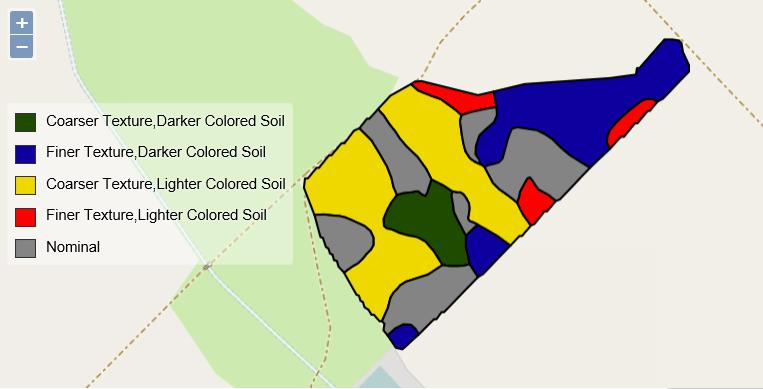 +
−
Coarser Texture,Darker Colored Soil
Finer Texture,Darker Colored Soil
Coarser Texture,Lighter Colored Soil
Finer Texture,Lighter Colored Soil
Nominal